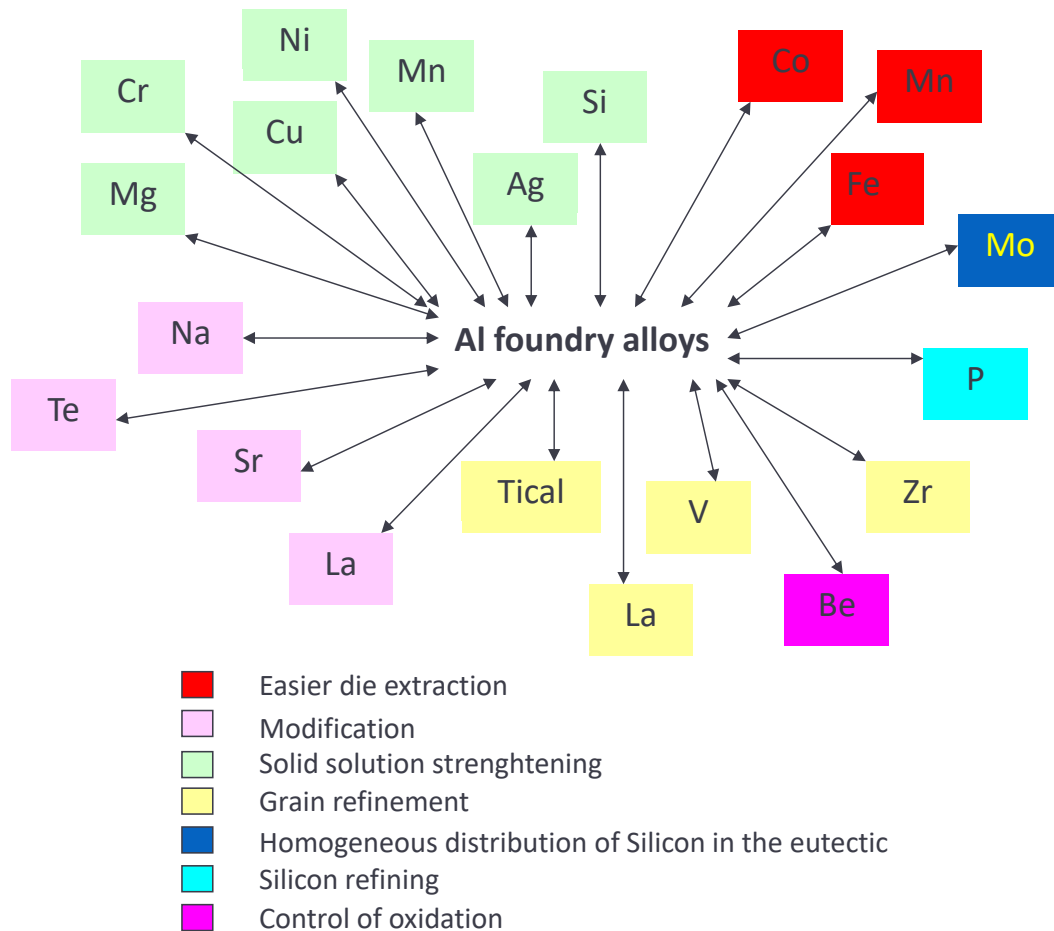 Ni
Co
Mn
Mn
Cr
Si
Cu
Ag
Fe
Mg
Mo
Na
Al foundry alloys
P
Te
Sr
Tical
V
Zr
La
La
Be
Easier die extraction
Modification
Solid solution strenghtening
Grain refinement
Homogeneous distribution of Silicon in the eutectic
Silicon refining
Control of oxidation